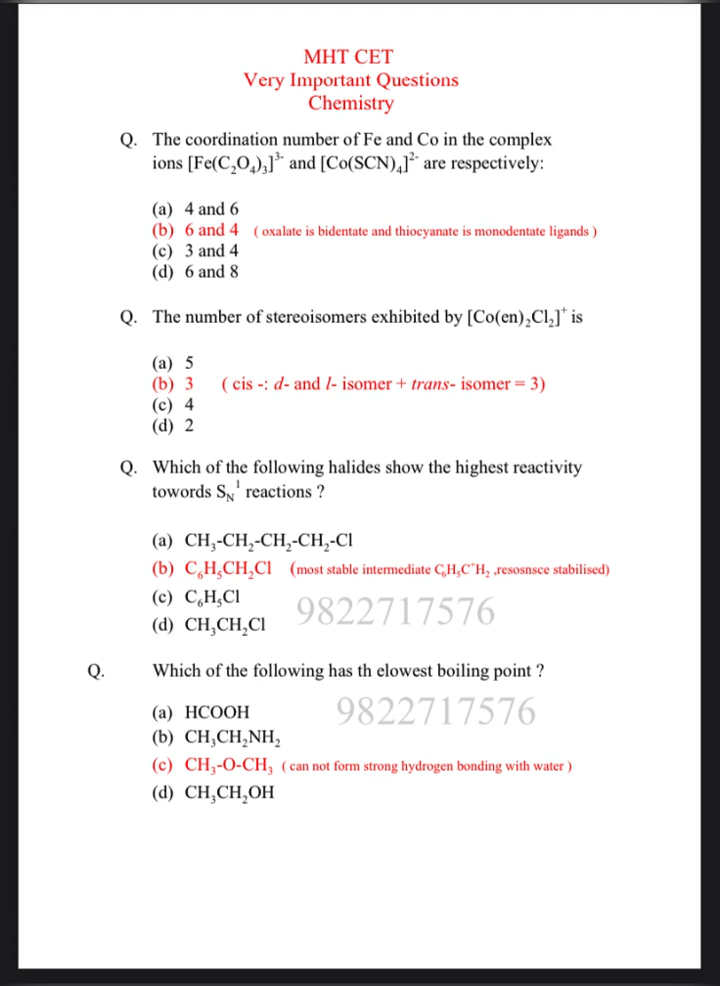 MHT CET
Very Important Questions
Chemistry
Q. The coordination number of Fe and Co in the complex
ions [Fe(C₂O₄)₃]³⁻ and [Co(SCN)₄]²⁻ are respectively:
(a) 4 and 6
(b) 6 and 4 ( oxalate is bidentate and thiocyanate is monodentate ligands )
(c) 3 and 4
(d) 6 and 8
Q. The number of stereoisomers exhibited by [Co(en)₂Cl₂]⁺ is
(a) 5
(b) 3 ( cis -: d- and l- isomer + trans- isomer = 3)
(c) 4
(d) 2
Q. Which of the following halides show the highest reactivity
towords Sₙ¹ reactions ?
(a) CH₃-CH₂-CH₂-CH₂-Cl
(b) C₆H₅CH₂Cl (most stable intermediate C₆H₅C⁺H₂ ,resosnsce stabilised)
(c) C₆H₅Cl
9822717576
(d) CH₃CH₂Cl
Q. Which of the following has th elowest boiling point ?
(a) HCOOH
9822717576
(b) CH₃CH₂NH₂
(c) CH₃-O-CH₃ ( can not form strong hydrogen bonding with water )
(d) CH₃CH₂OH